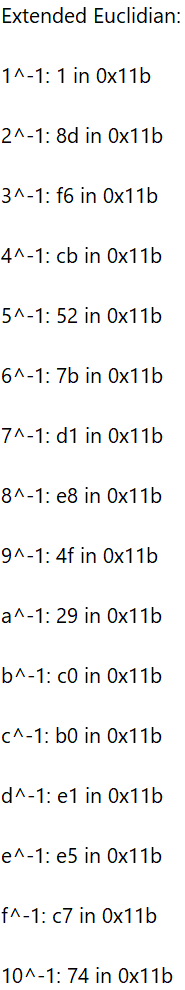 Extended Euclidian:
1^-1: 1 in 0x11b
2^-1: 8d in 0x11b
3^-1: f6 in 0x11b
4^-1: cb in 0x11b
5^-1: 52 in 0x11b
6^-1: 7b in 0x11b
7^-1: d1 in 0x11b
8^-1: e8 in 0x11b
9^-1: 4f in 0x11b
a^-1: 29 in 0x11b
b^-1: c0 in 0x11b
c^-1: b0 in 0x11b
d^-1: e1 in 0x11b
e^-1: e5 in 0x11b
f^-1: c7 in 0x11b
10^-1: 74 in 0x11b